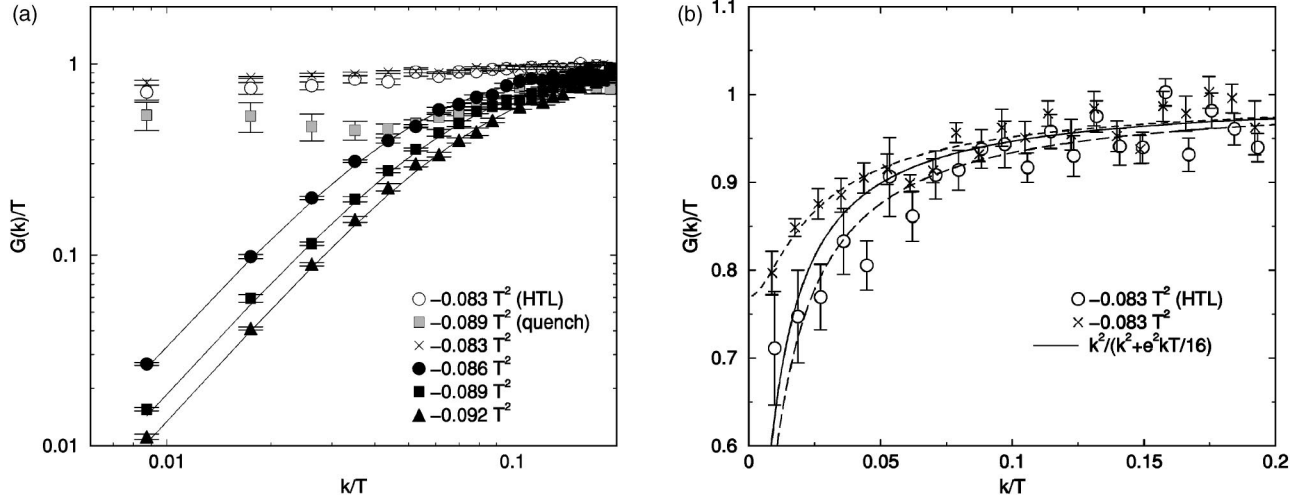 (a)
1
0.1
0.01
G(k)/T
0.01
0.1
k/T
−0.083 T² (HTL)
−0.089 T² (quench)
−0.083 T²
−0.086 T²
−0.089 T²
−0.092 T²
(b)
1.1
1
0.9
0.8
0.7
0.6
G(k)/T
0
0.05
0.1
0.15
0.2
k/T
−0.083 T² (HTL)
−0.083 T²
k²/(k²+e²kT/16)